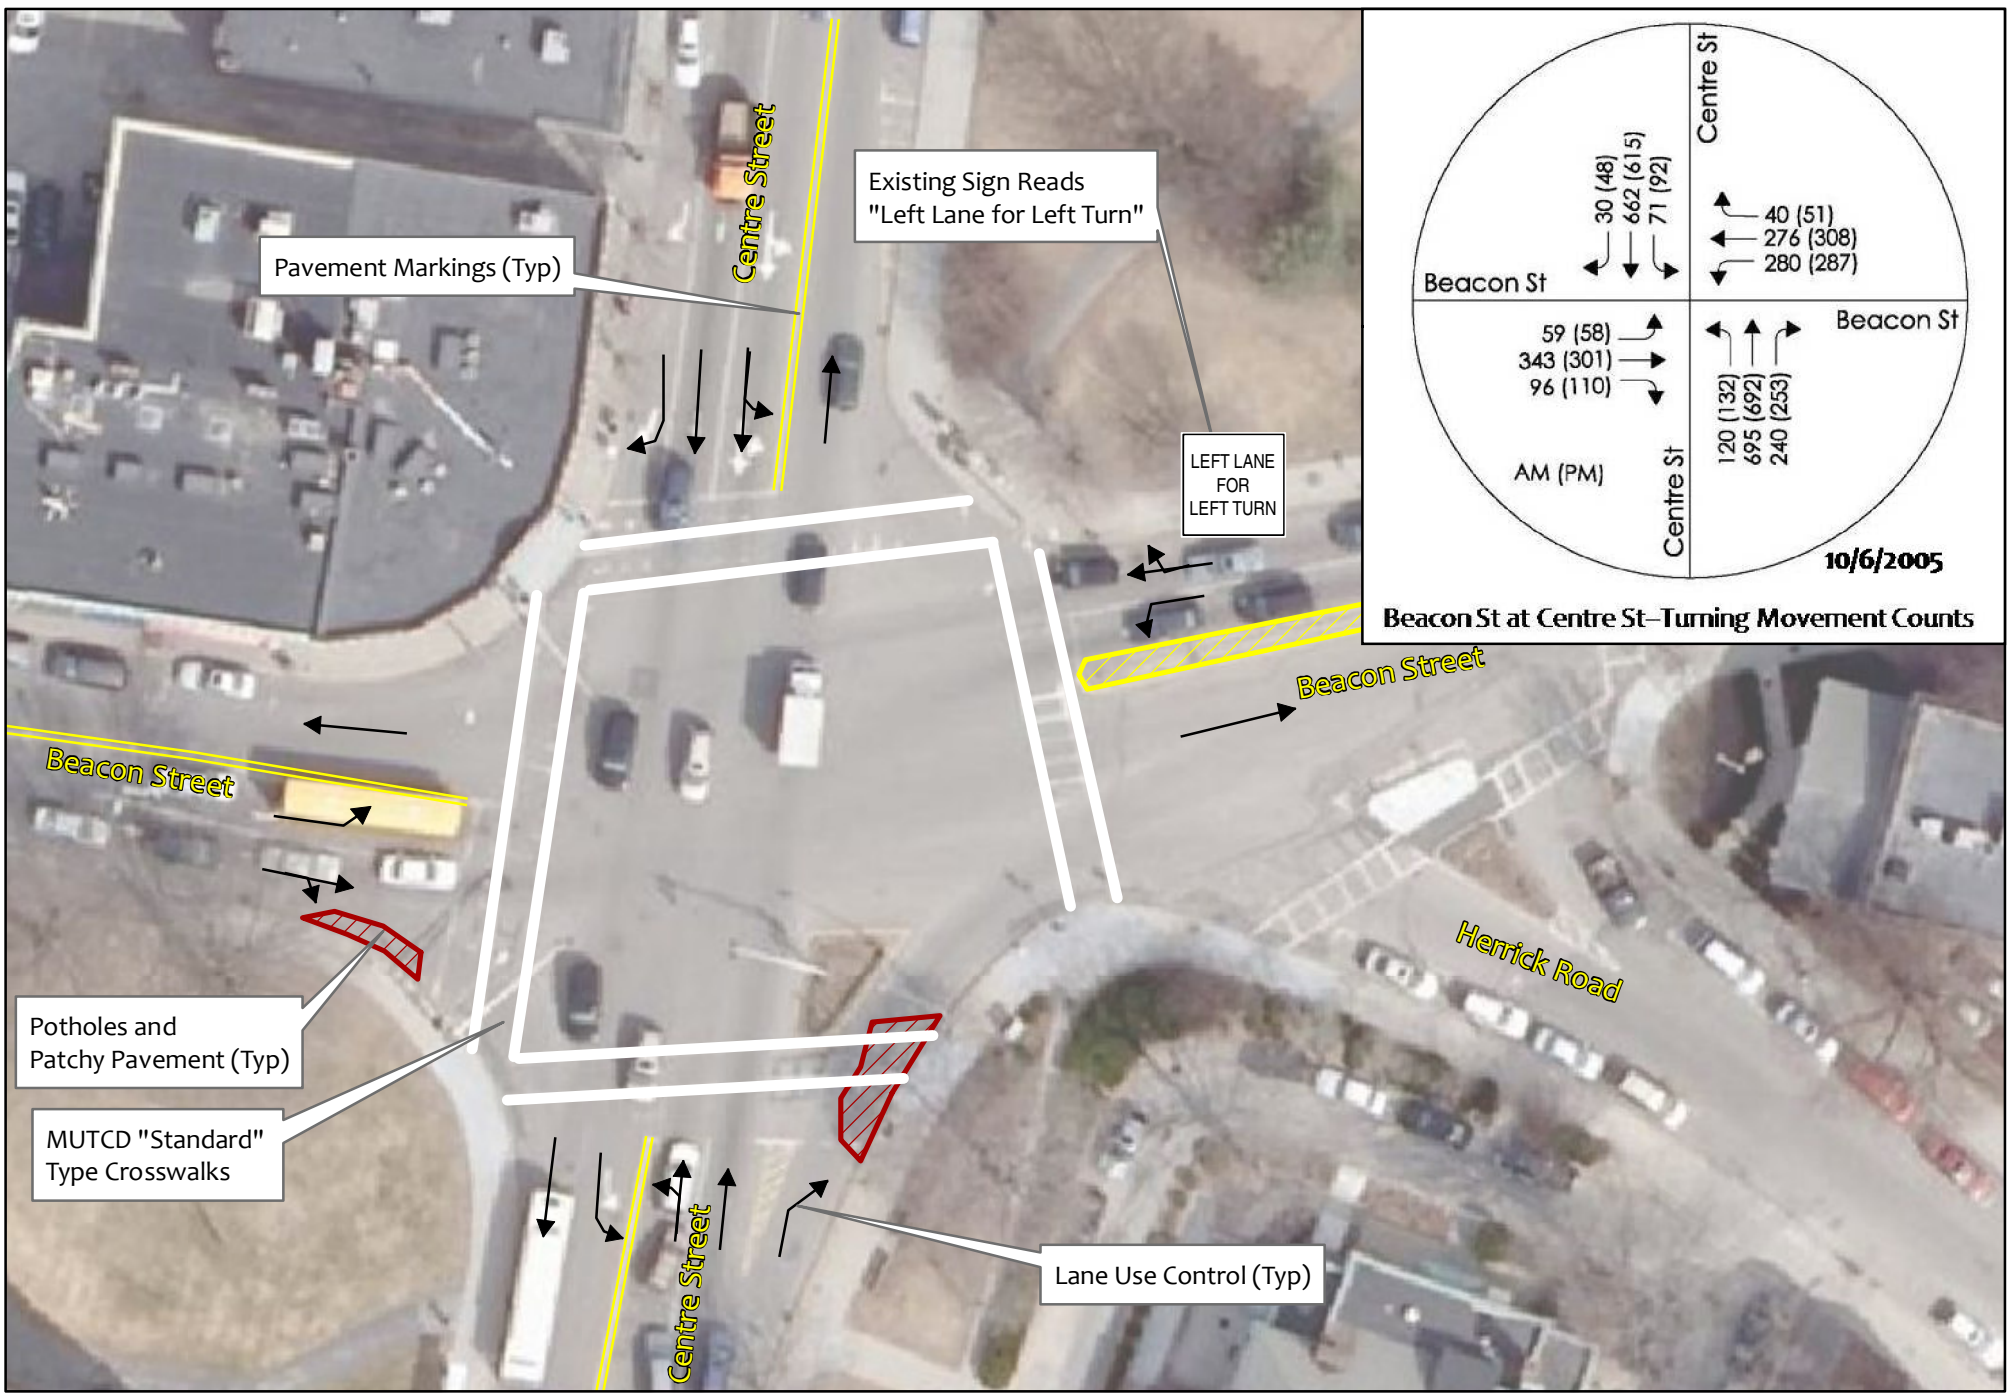 Centre Street
Existing Sign Reads
"Left Lane for Left Turn"
Pavement Markings (Typ)
LEFT LANE
FOR
LEFT TURN
Beacon Street
Beacon Street
Herrick Road
Potholes and
Patchy Pavement (Typ)
MUTCD "Standard"
Type Crosswalks
Centre Street
Lane Use Control (Typ)
Centre St
30 (48)
662 (615)
71 (92)
40 (51)
276 (308)
280 (287)
Beacon St
Beacon St
59 (58)
343 (301)
96 (110)
120 (132)
695 (692)
240 (253)
AM (PM)
Centre St
10/6/2005
Beacon St at Centre St–Turning Movement Counts